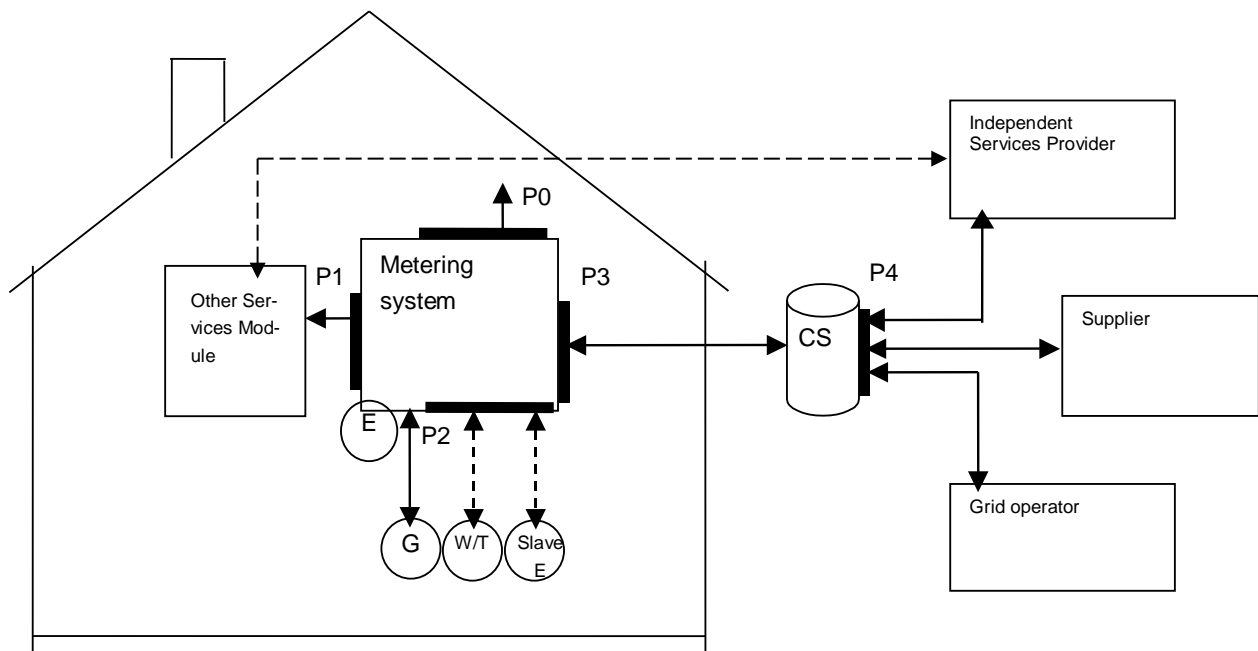 Independent
Services Provider
P0
P1
Metering
system
P3
P4
Other Ser-
vices Mod-
ule
CS
Supplier
E
P2
G
W/T
Slave
E
Grid operator